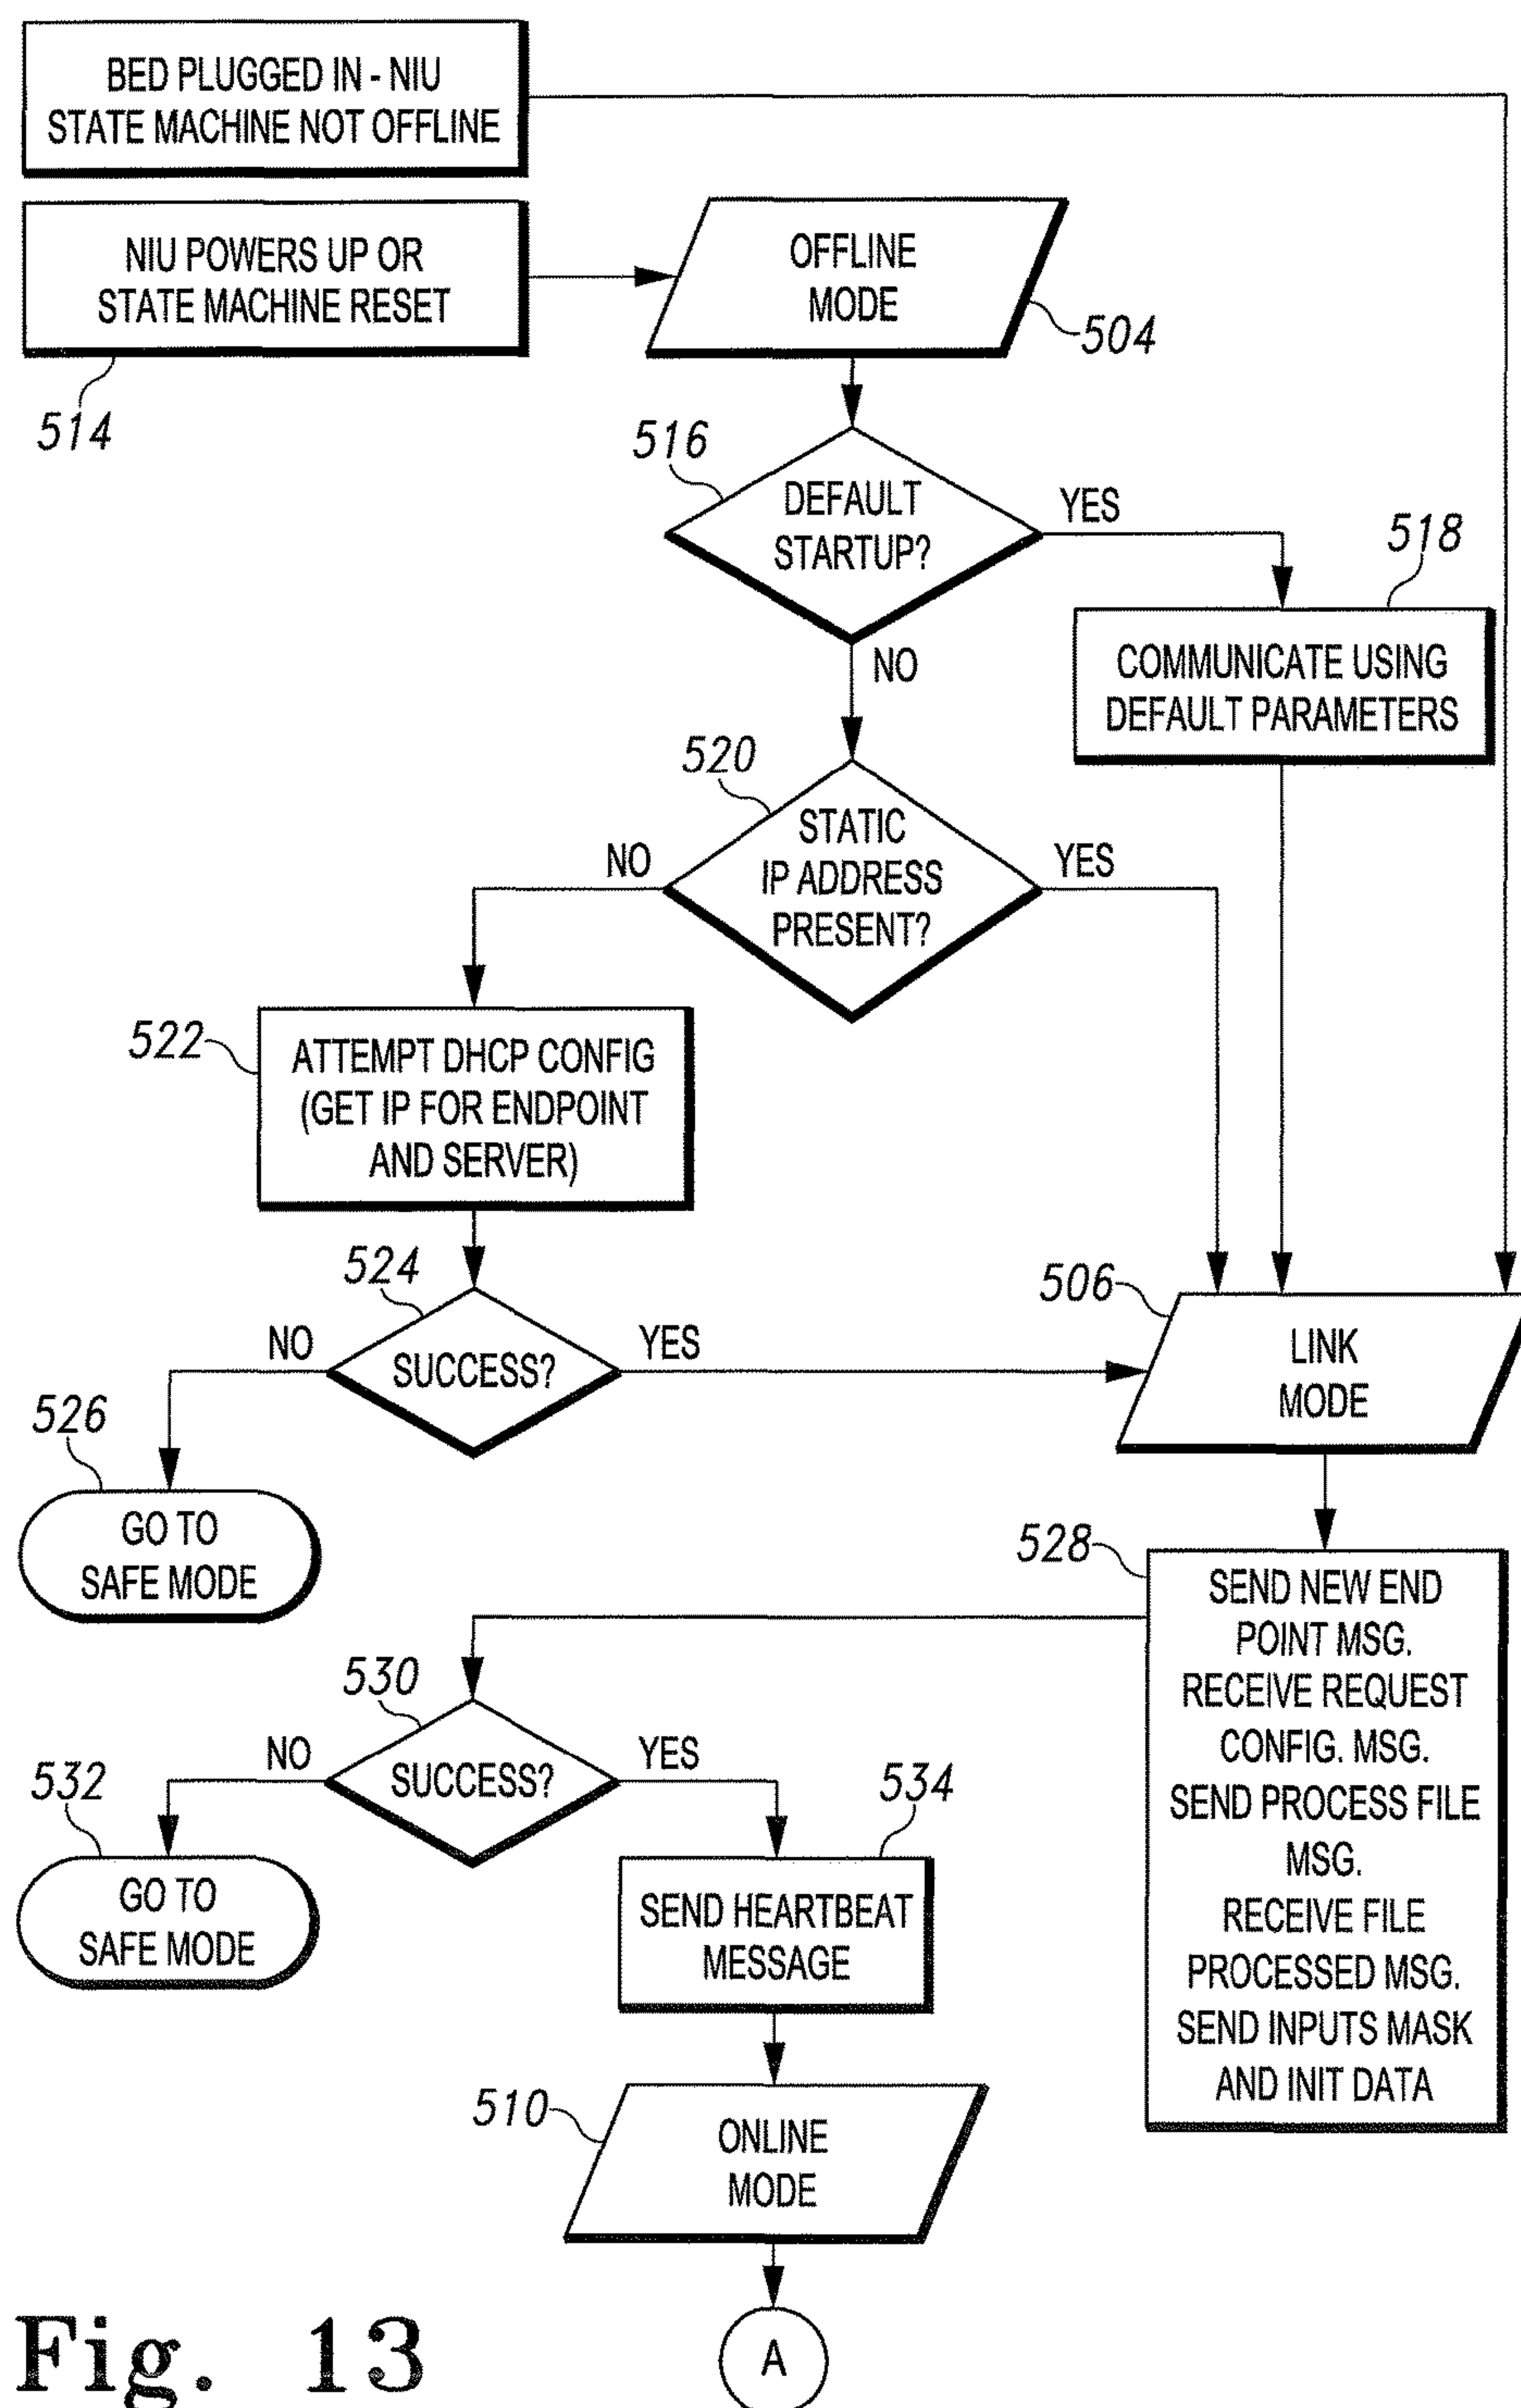 BED PLUGGED IN - NIU
STATE MACHINE NOT OFFLINE
NIU POWERS UP OR
STATE MACHINE RESET
514
OFFLINE
MODE
504
516
DEFAULT
STARTUP?
YES
NO
518
COMMUNICATE USING
DEFAULT PARAMETERS
520
STATIC
IP ADDRESS
PRESENT?
NO
YES
522
ATTEMPT DHCP CONFIG
(GET IP FOR ENDPOINT
AND SERVER)
524
SUCCESS?
NO
YES
506
LINK
MODE
526
GO TO
SAFE MODE
528
SEND NEW END
POINT MSG.
RECEIVE REQUEST
CONFIG. MSG.
SEND PROCESS FILE
MSG.
RECEIVE FILE
PROCESSED MSG.
SEND INPUTS MASK
AND INIT DATA
530
SUCCESS?
NO
YES
532
GO TO
SAFE MODE
534
SEND HEARTBEAT
MESSAGE
510
ONLINE
MODE
A
Fig. 13